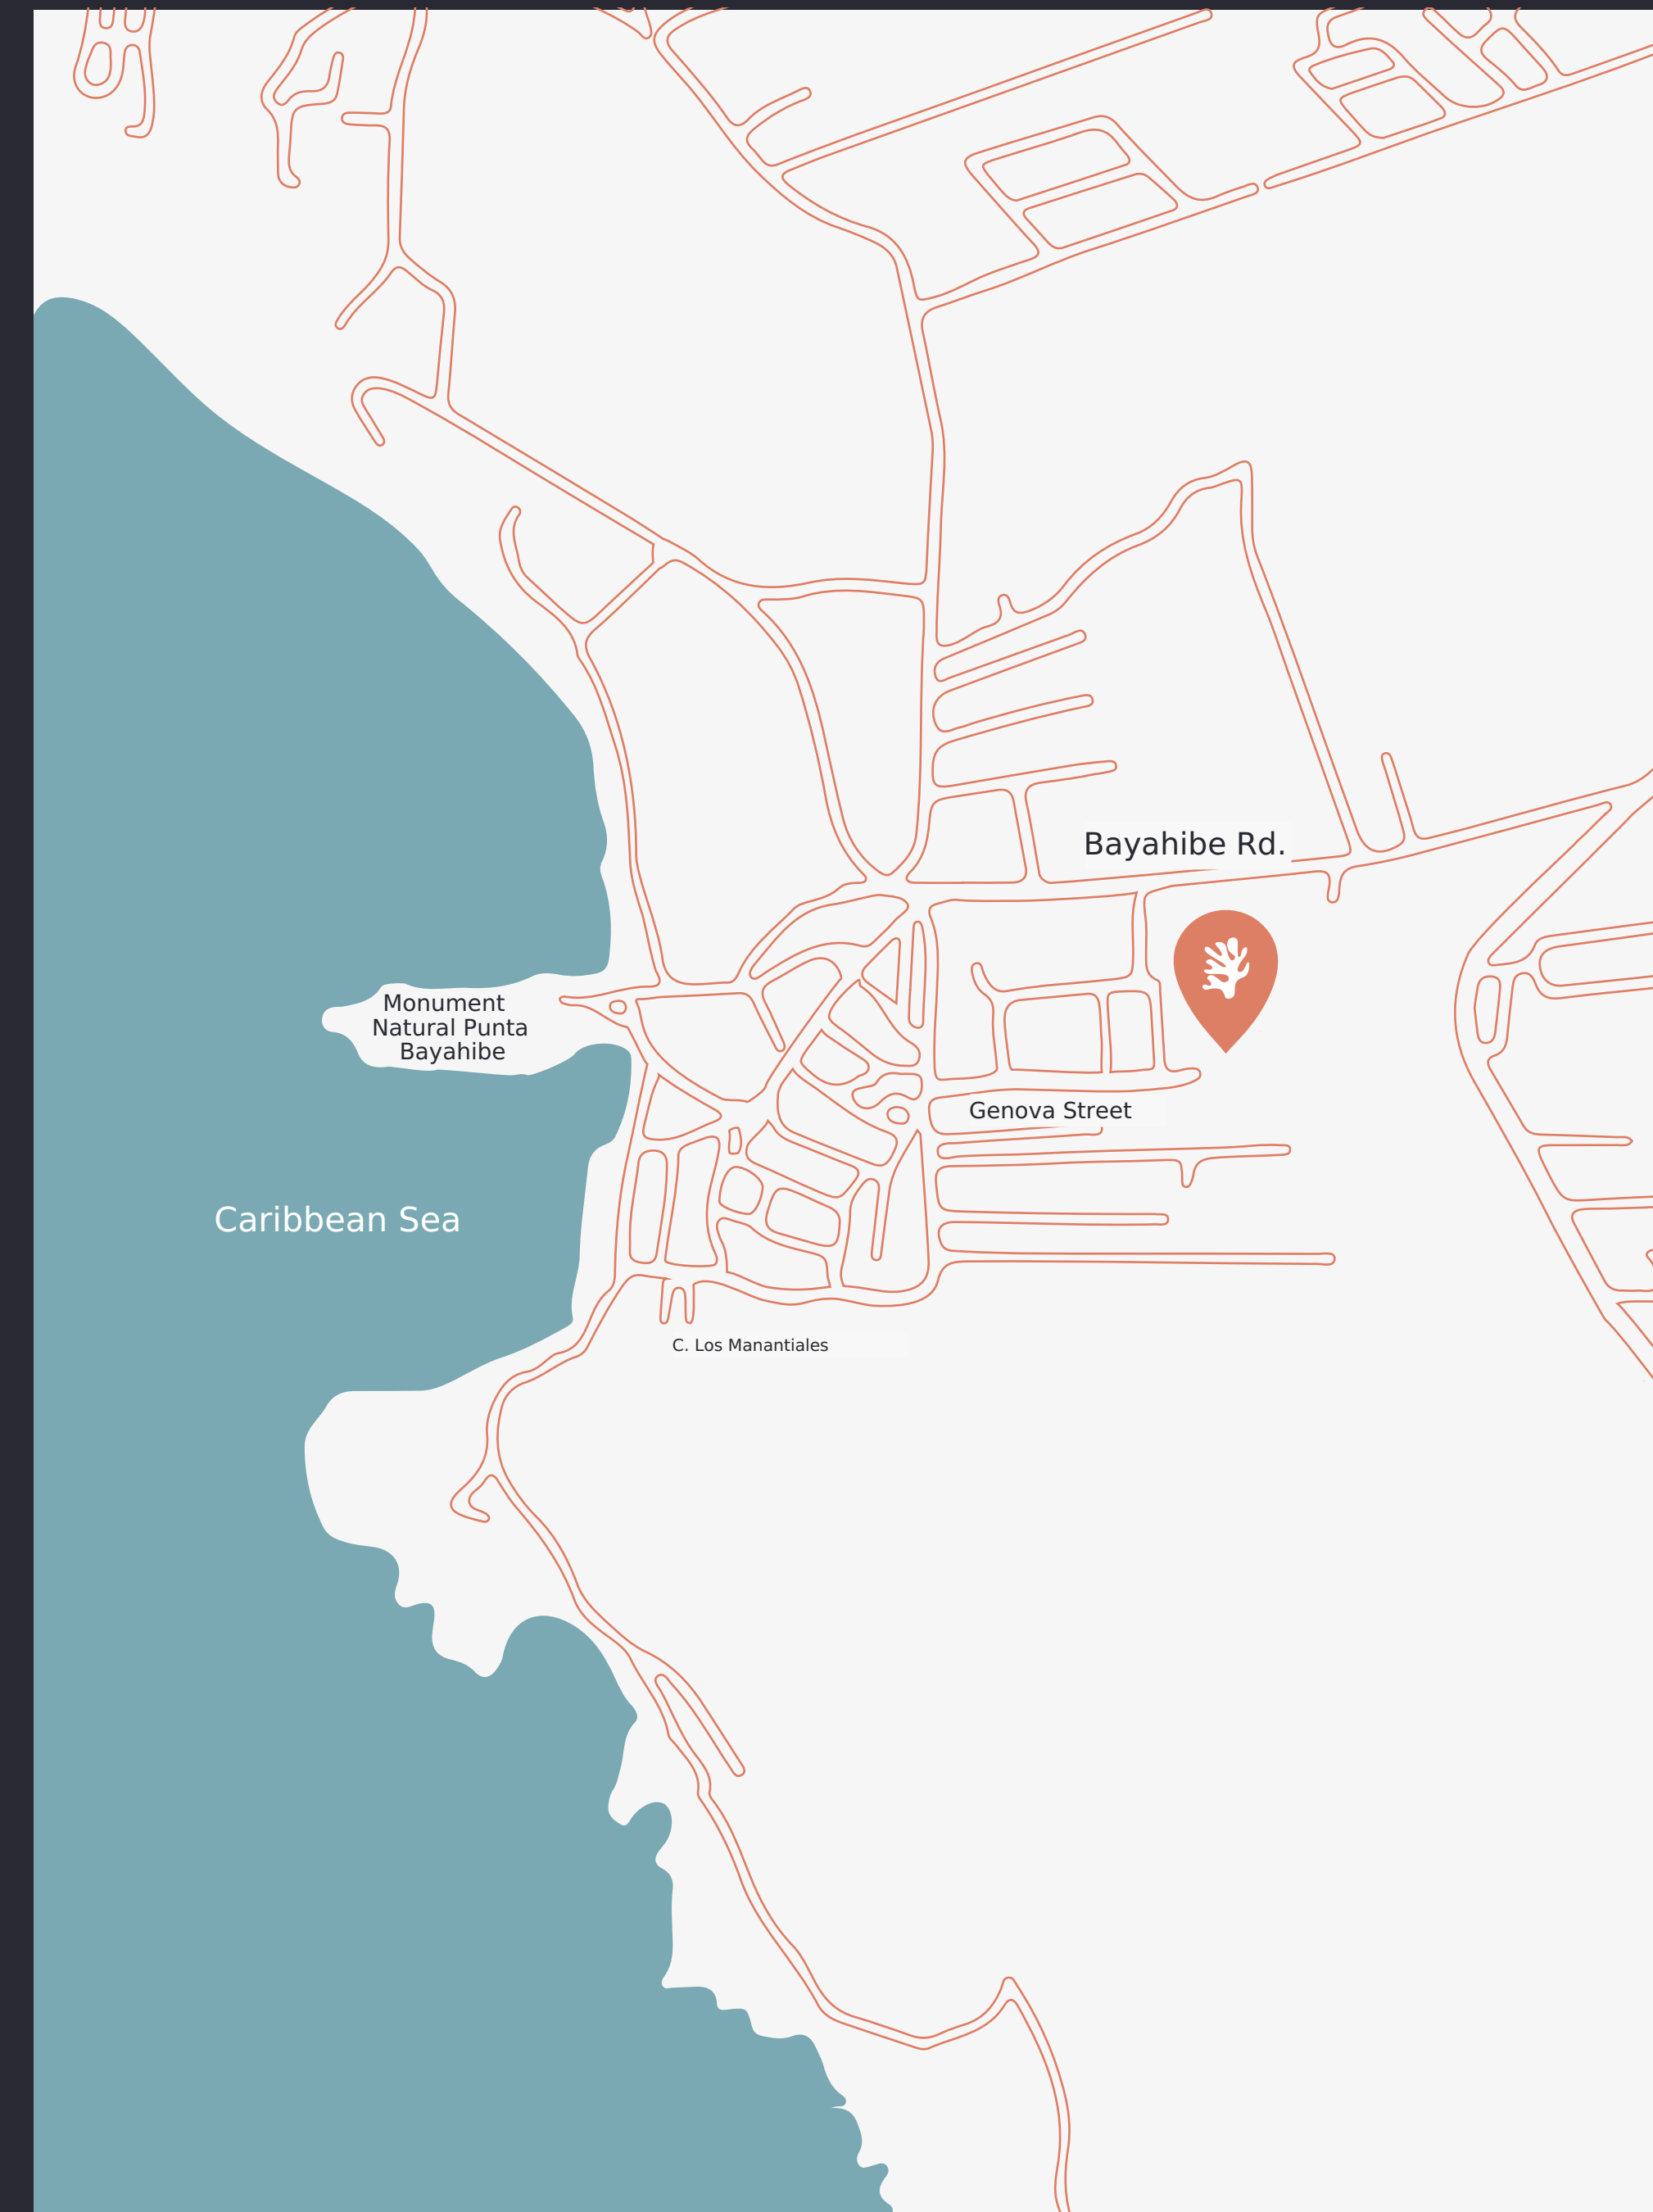 Bayahibe Rd.
Monument
Natural Punta
Bayahibe
Genova Street
Caribbean Sea
C. Los Manantiales